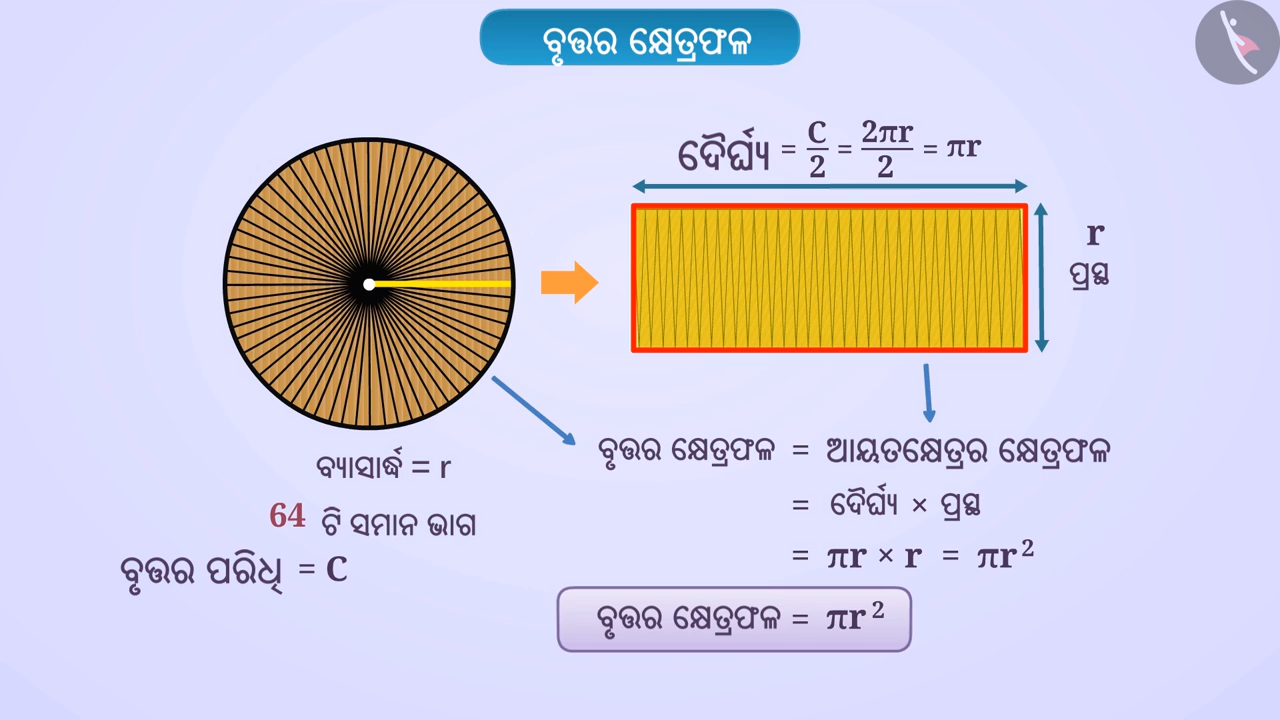 ବୃତ୍ତର କ୍ଷେତ୍ରଫଳ
ଦୈର୍ଘ୍ୟ = C/2 = 2πr/2 = πr
r
ପ୍ରସ୍ଥ
ବ୍ୟାସାର୍ଦ୍ଧ = r
64 ଟି ସମାନ ଭାଗ
ବୃତ୍ତର ପରିଧି = C
ବୃତ୍ତର କ୍ଷେତ୍ରଫଳ = ଆୟତକ୍ଷେତ୍ରର କ୍ଷେତ୍ରଫଳ
= ଦୈର୍ଘ୍ୟ × ପ୍ରସ୍ଥ
= πr × r = πr²
ବୃତ୍ତର କ୍ଷେତ୍ରଫଳ = πr²